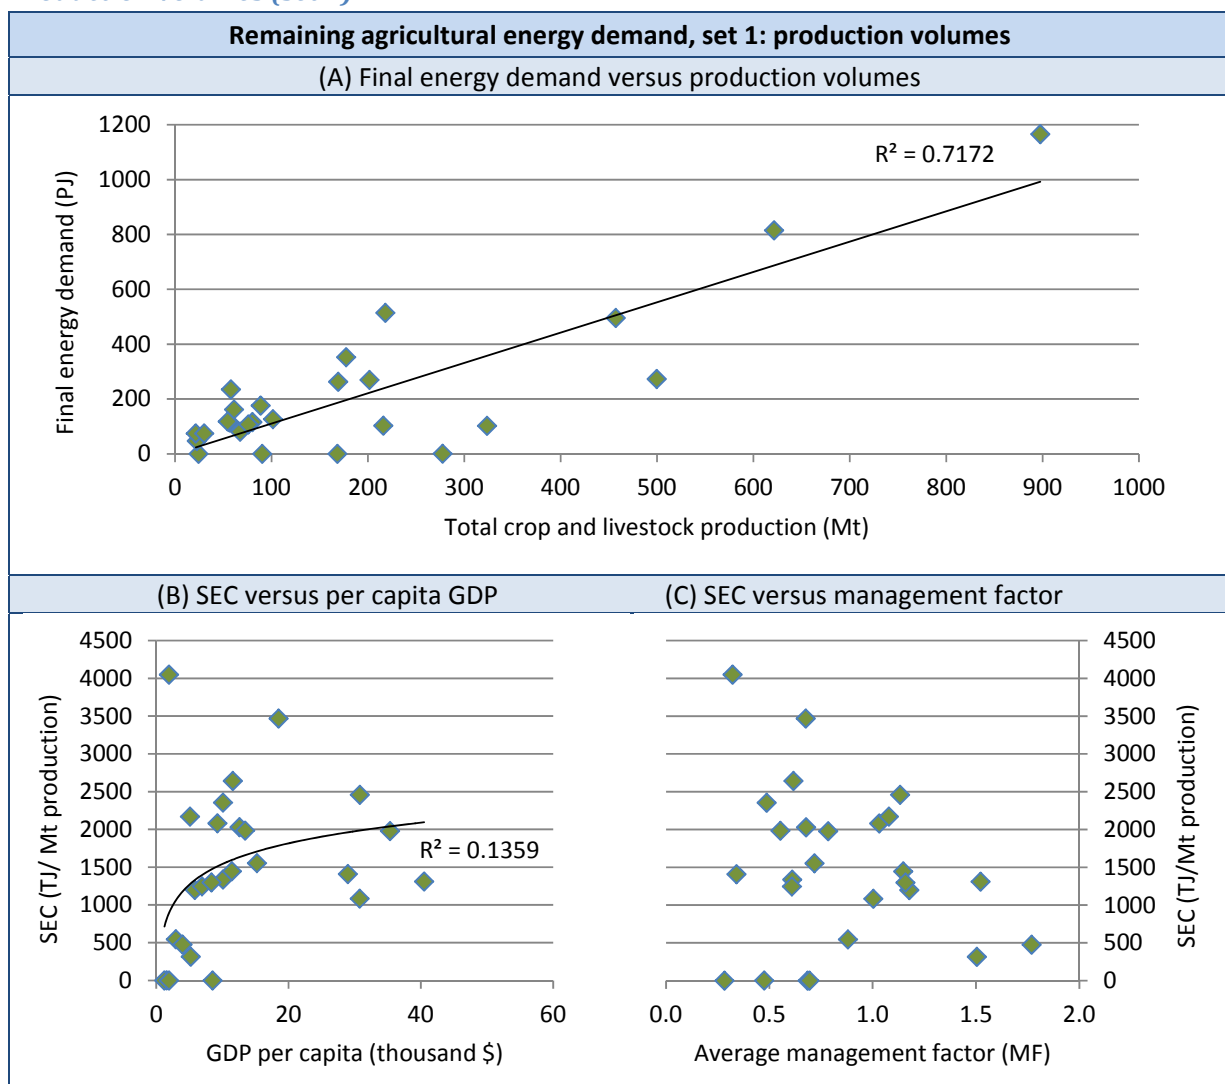 Remaining agricultural energy demand, set 1: production volumes
(A) Final energy demand versus production volumes
Final energy demand (PJ)
1200
1000
800
600
400
200
0
R² = 0.7172
0 100 200 300 400 500 600 700 800 900 1000
Total crop and livestock production (Mt)
(B) SEC versus per capita GDP
SEC (TJ/ Mt production)
4500
4000
3500
3000
2500
2000
1500
1000
500
0
R² = 0.1359
0 20 40 60
GDP per capita (thousand $)
(C) SEC versus management factor
4500
4000
3500
3000
2500
2000
1500
1000
500
0
SEC (TJ/Mt production)
0.0 0.5 1.0 1.5 2.0
Average management factor (MF)